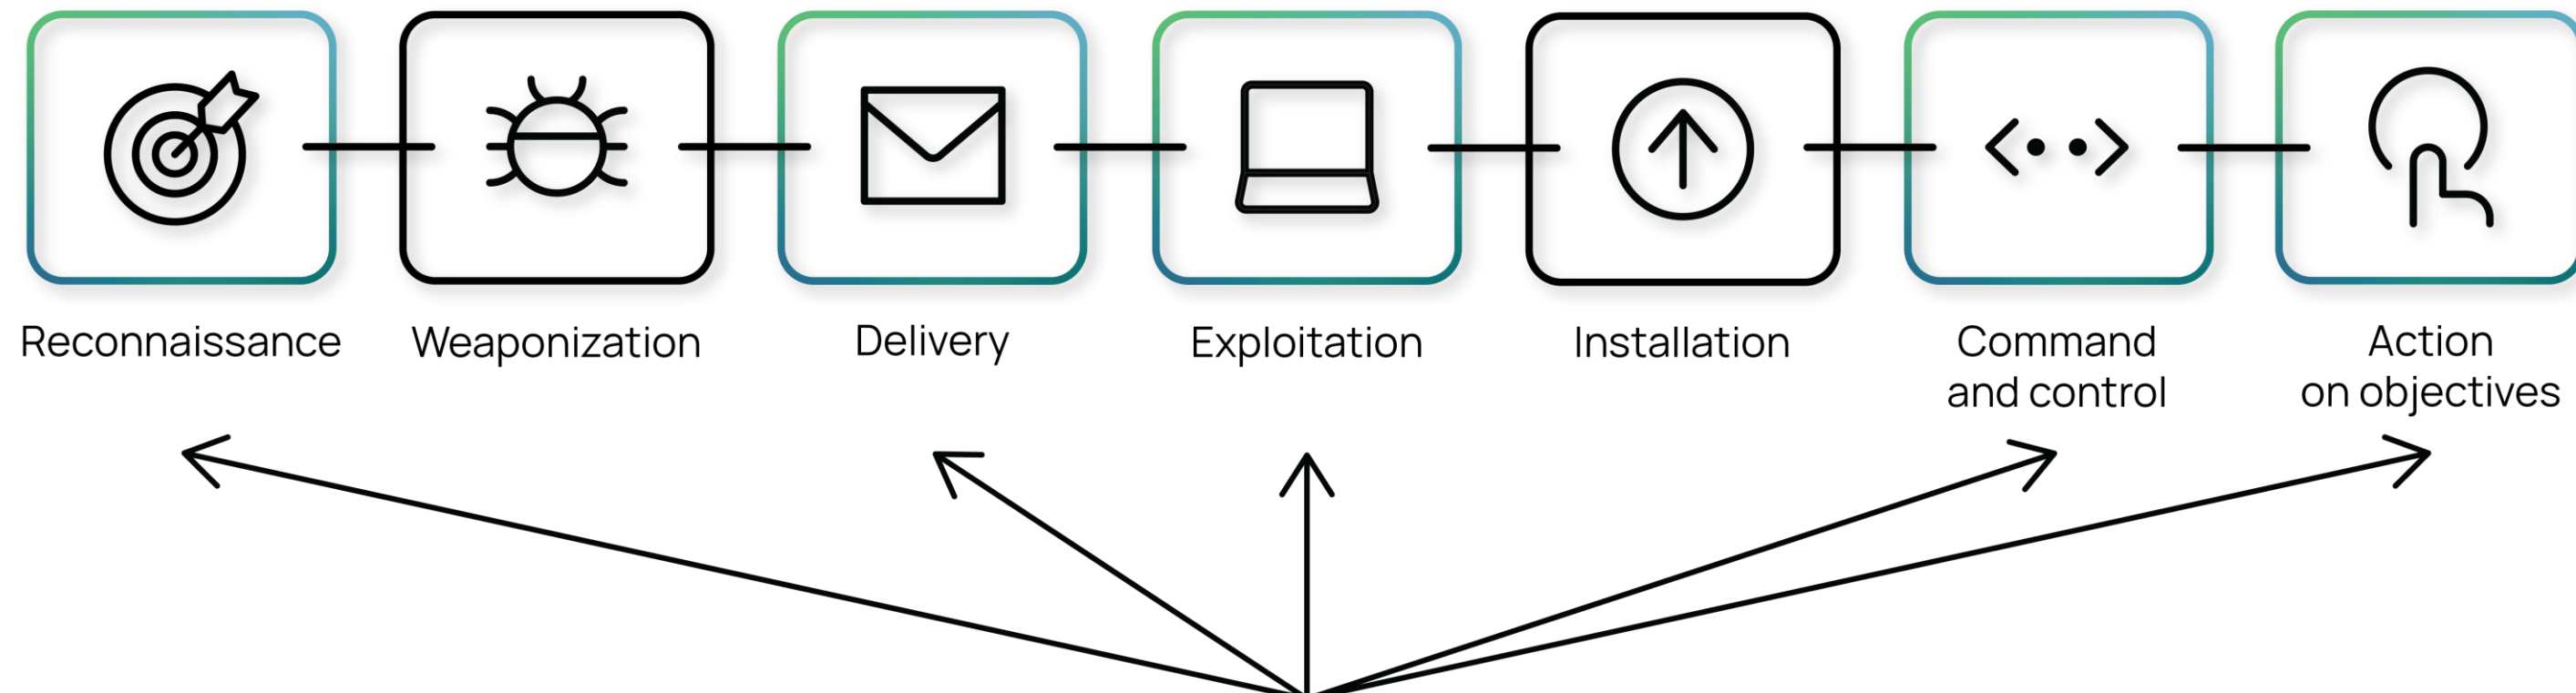 Reconnaissance
Weaponization
Delivery
Exploitation
Installation
Command
and control
Action
on objectives